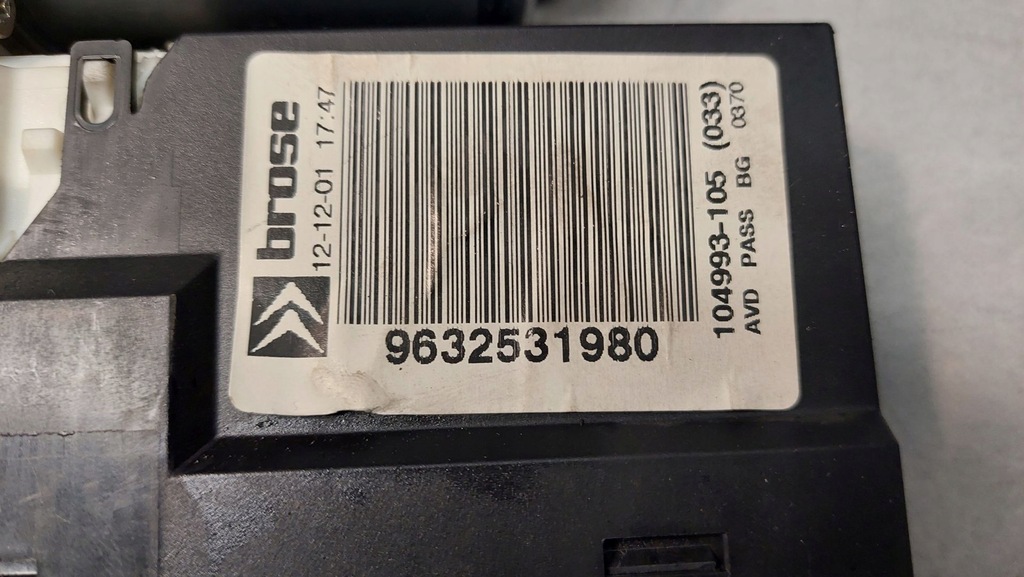 brose
12-12-01 17:47
9632531980
104993-105 (033)
AVD PASS BG 0370